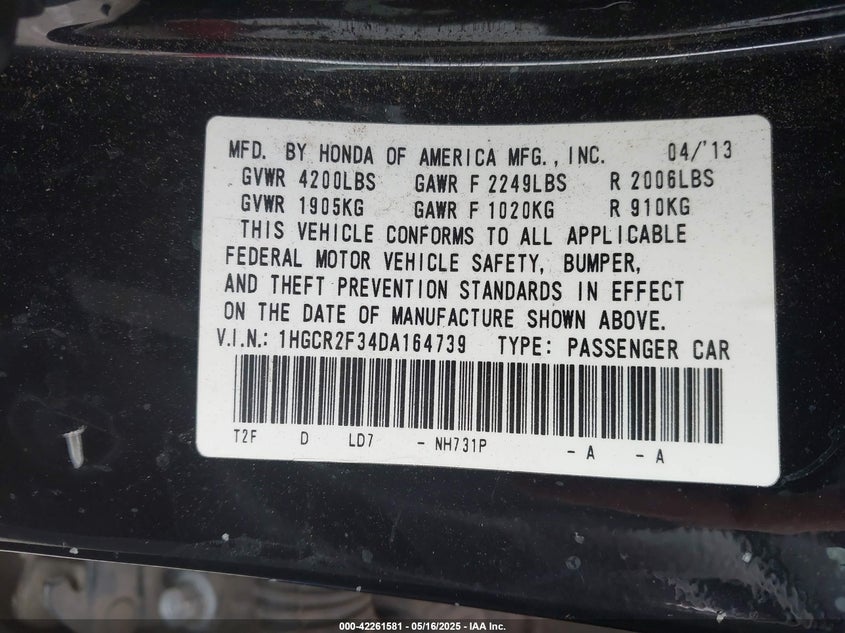 MFD. BY HONDA OF AMERICA MFG., INC. 04/'13
GVWR 4200LBS GAWR F 2249LBS R 2006LBS
GVWR 1905KG GAWR F 1020KG R 910KG
THIS VEHICLE CONFORMS TO ALL APPLICABLE
FEDERAL MOTOR VEHICLE SAFETY, BUMPER,
AND THEFT PREVENTION STANDARDS IN EFFECT
ON THE DATE OF MANUFACTURE SHOWN ABOVE.
V.I.N.: 1HGCR2F34DA164739 TYPE: PASSENGER CAR
T2F D LD7 - NH731P - A - A
000-42261581 - 05/16/2025 - IAA Inc.